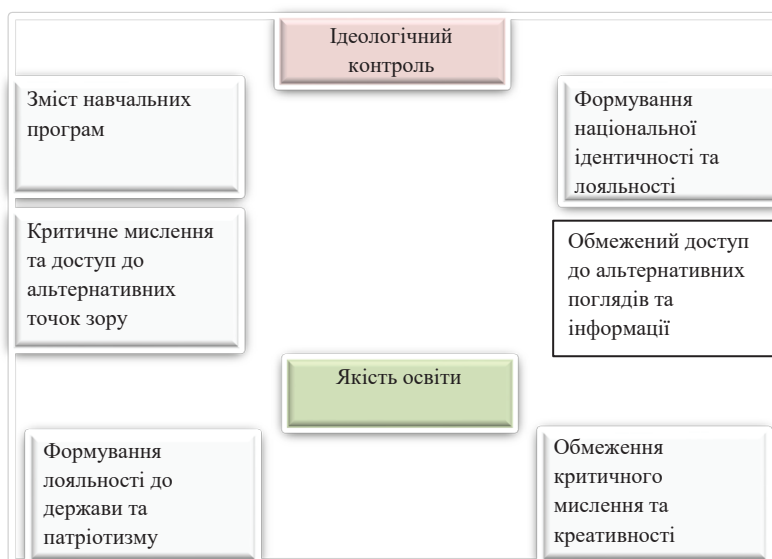 Ідеологічний
контроль
Зміст навчальних
програм
Формування
національної
ідентичності та
лояльності
Критичне мислення
та доступ до
альтернативних
точок зору
Обмежений доступ
до альтернативних
поглядів та
інформації
Якість освіти
Формування
лояльності до
держави та
патріотизму
Обмеження
критичного
мислення та
креативності